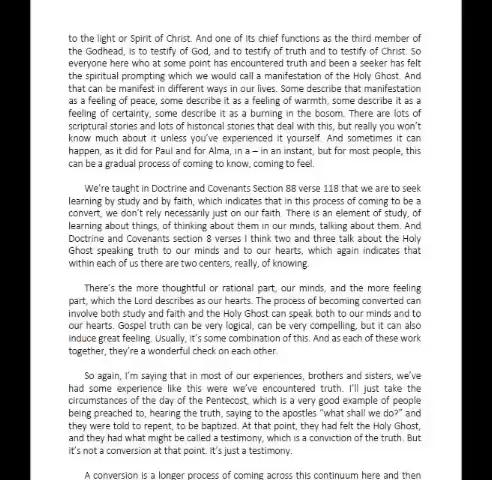 to the light or Spirit of Christ. And one of its chief functions as the third member of
the Godhead, is to testify of God, and to testify of truth and to testify of Christ. So
everyone here who at some point has encountered truth and been a seeker has felt
the spiritual prompting which we would call a manifestation of the Holy Ghost. And
that can be manifest in different ways in our lives. Some describe that manifestation
as a feeling of peace, some describe it as a feeling of warmth, some describe it as a
feeling of certainty, some describe it as a burning in the bosom. There are lots of
scriptural stories and lots of historical stories that deal with this, but really you won't
know much about it unless you've experienced it yourself. And sometimes it can
happen, as it did for Paul and for Alma, in a – in an instant, but for most people, this
can be a gradual process of coming to know, coming to feel.
We're taught in Doctrine and Covenants Section 88 verse 118 that we are to seek
learning by study and by faith, which indicates that in this process of coming to be a
convert, we don't rely necessarily just on our faith. There is an element of study, of
learning about things, of thinking about them in our minds, talking about them. And
Doctrine and Covenants section 8 verses I think two and three talk about the Holy
Ghost speaking truth to our minds and to our hearts, which again indicates that
within each of us there are two centers, really, of knowing.
There's the more thoughtful or rational part, our minds, and the more feeling
part, which the Lord describes as our hearts. The process of becoming converted can
involve both study and faith and the Holy Ghost can speak both to our minds and to
our hearts. Gospel truth can be very logical, can be very compelling, but it can also
induce great feeling. Usually, it's some combination of this. And as each of these work
together, they're a wonderful check on each other.
So again, I'm saying that in most of our experiences, brothers and sisters, we've
had some experience like this were we've encountered truth. I'll just take the
circumstances of the day of the Pentecost, which is a very good example of people
being preached to, hearing the truth, saying to the apostles "what shall we do?" and
they were told to repent, to be baptized. At that point, they had felt the Holy Ghost,
and they had what might be called a testimony, which is a conviction of the truth. But
it's not a conversion at that point. It's just a testimony.
A conversion is a longer process of coming across this continuum here and then